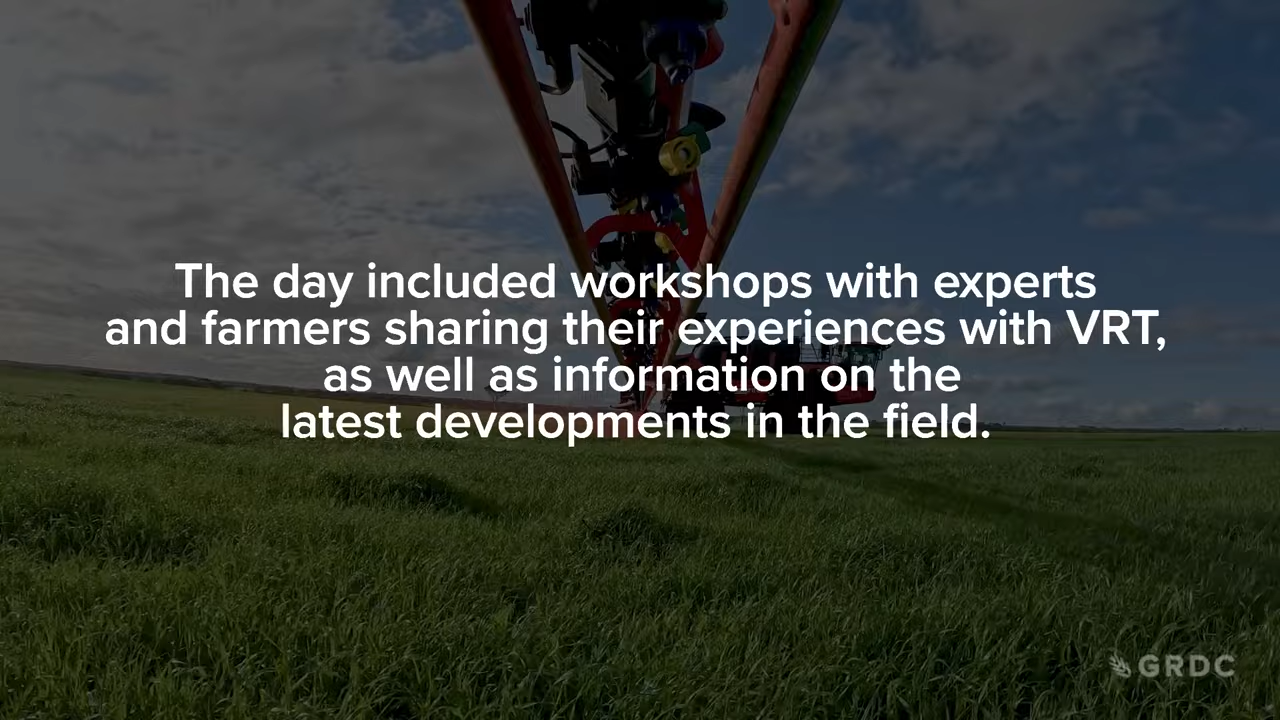 The day included workshops with experts
and farmers sharing their experiences with VRT,
as well as information on the
latest developments in the field.
GRDC